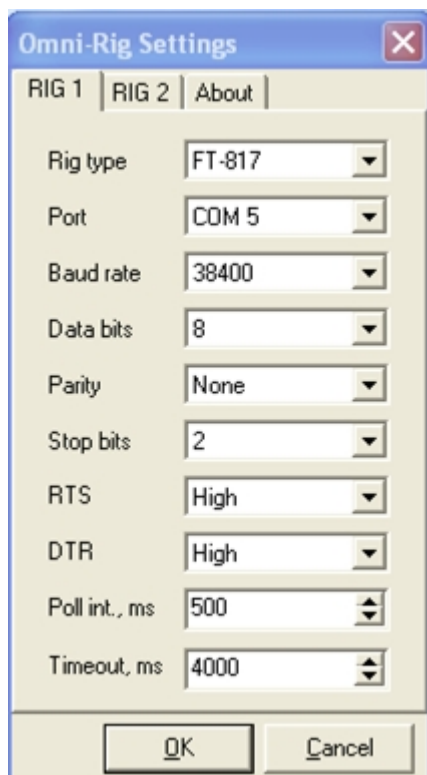 Omni-Rig Settings
RIG 1 RIG 2 About
Rig type FT-817
Port COM 5
Baud rate 38400
Data bits 8
Parity None
Stop bits 2
RTS High
DTR High
Poll int., ms 500
Timeout, ms 4000
OK Cancel